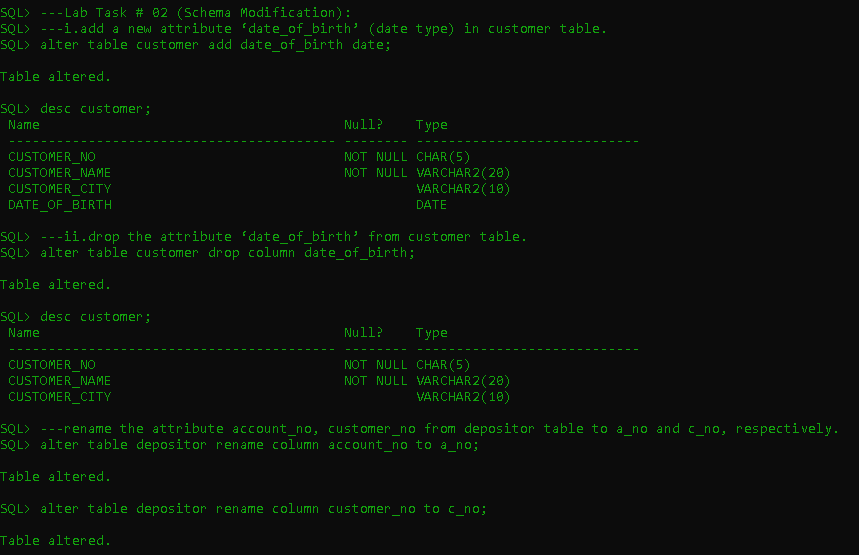 SQL> ---Lab Task # 02 (Schema Modification):
SQL> ---i.add a new attribute ‘date_of_birth’ (date type) in customer table.
SQL> alter table customer add date_of_birth date;
Table altered.
SQL> desc customer;
 Name                                      Null?    Type
 ----------------------------------------- -------- ----------------------------
 CUSTOMER_NO                               NOT NULL CHAR(5)
 CUSTOMER_NAME                             NOT NULL VARCHAR2(20)
 CUSTOMER_CITY                                      VARCHAR2(10)
 DATE_OF_BIRTH                                      DATE
SQL> ---ii.drop the attribute ‘date_of_birth’ from customer table.
SQL> alter table customer drop column date_of_birth;
Table altered.
SQL> desc customer;
 Name                                      Null?    Type
 ----------------------------------------- -------- ----------------------------
 CUSTOMER_NO                               NOT NULL CHAR(5)
 CUSTOMER_NAME                             NOT NULL VARCHAR2(20)
 CUSTOMER_CITY                                      VARCHAR2(10)
SQL> ---rename the attribute account_no, customer_no from depositor table to a_no and c_no, respectively.
SQL> alter table depositor rename column account_no to a_no;
Table altered.
SQL> alter table depositor rename column customer_no to c_no;
Table altered.